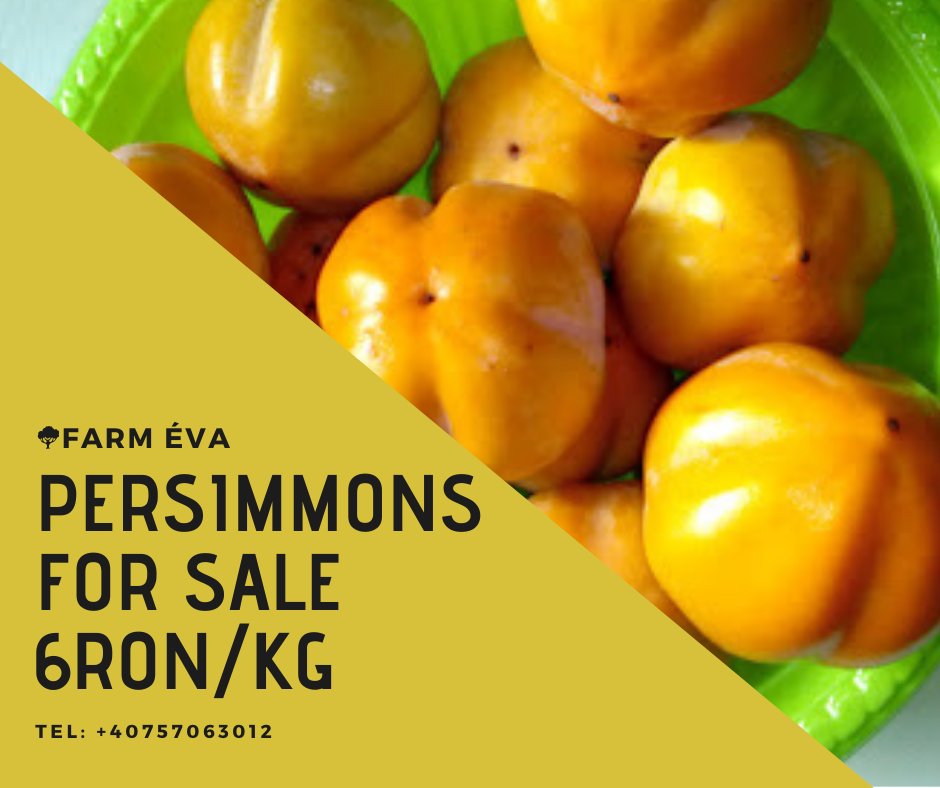 FARM ÉVA
PERSIMMONS
FOR SALE
6RON/KG
TEL: +40757063012